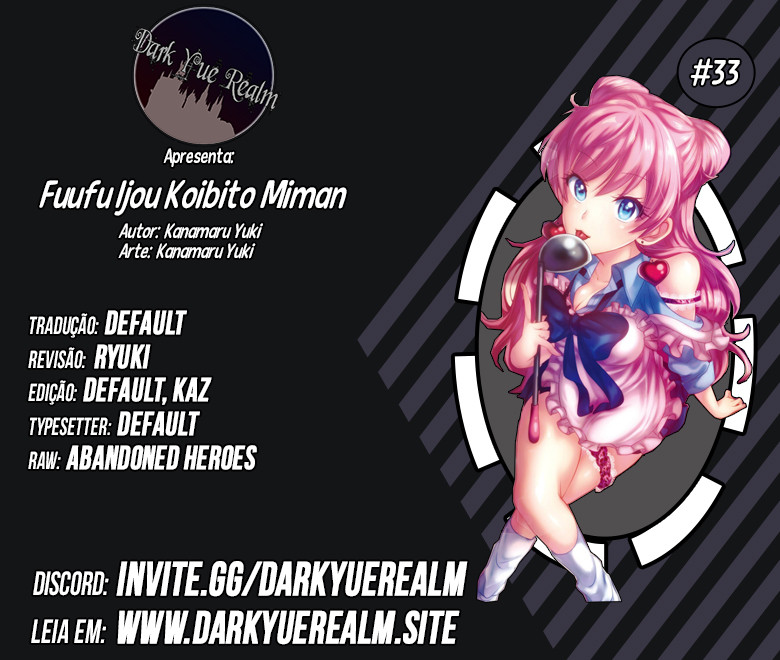 Dark Yue Realm
#33
Apresenta:
Fuufu Ijou Koibito Miman
Autor: Kanamaru Yuki
Arte: Kanamaru Yuki
TRADUÇÃO: DEFAULT
REVISÃO: RYUKI
EDIÇÃO: DEFAULT, KAZ
TYPESETTER: DEFAULT
RAW: ABANDONED HEROES
DISCORD: INVITE.GG/DARKYUEREALM
LEIA EM: WWW.DARKYUEREALM.SITE